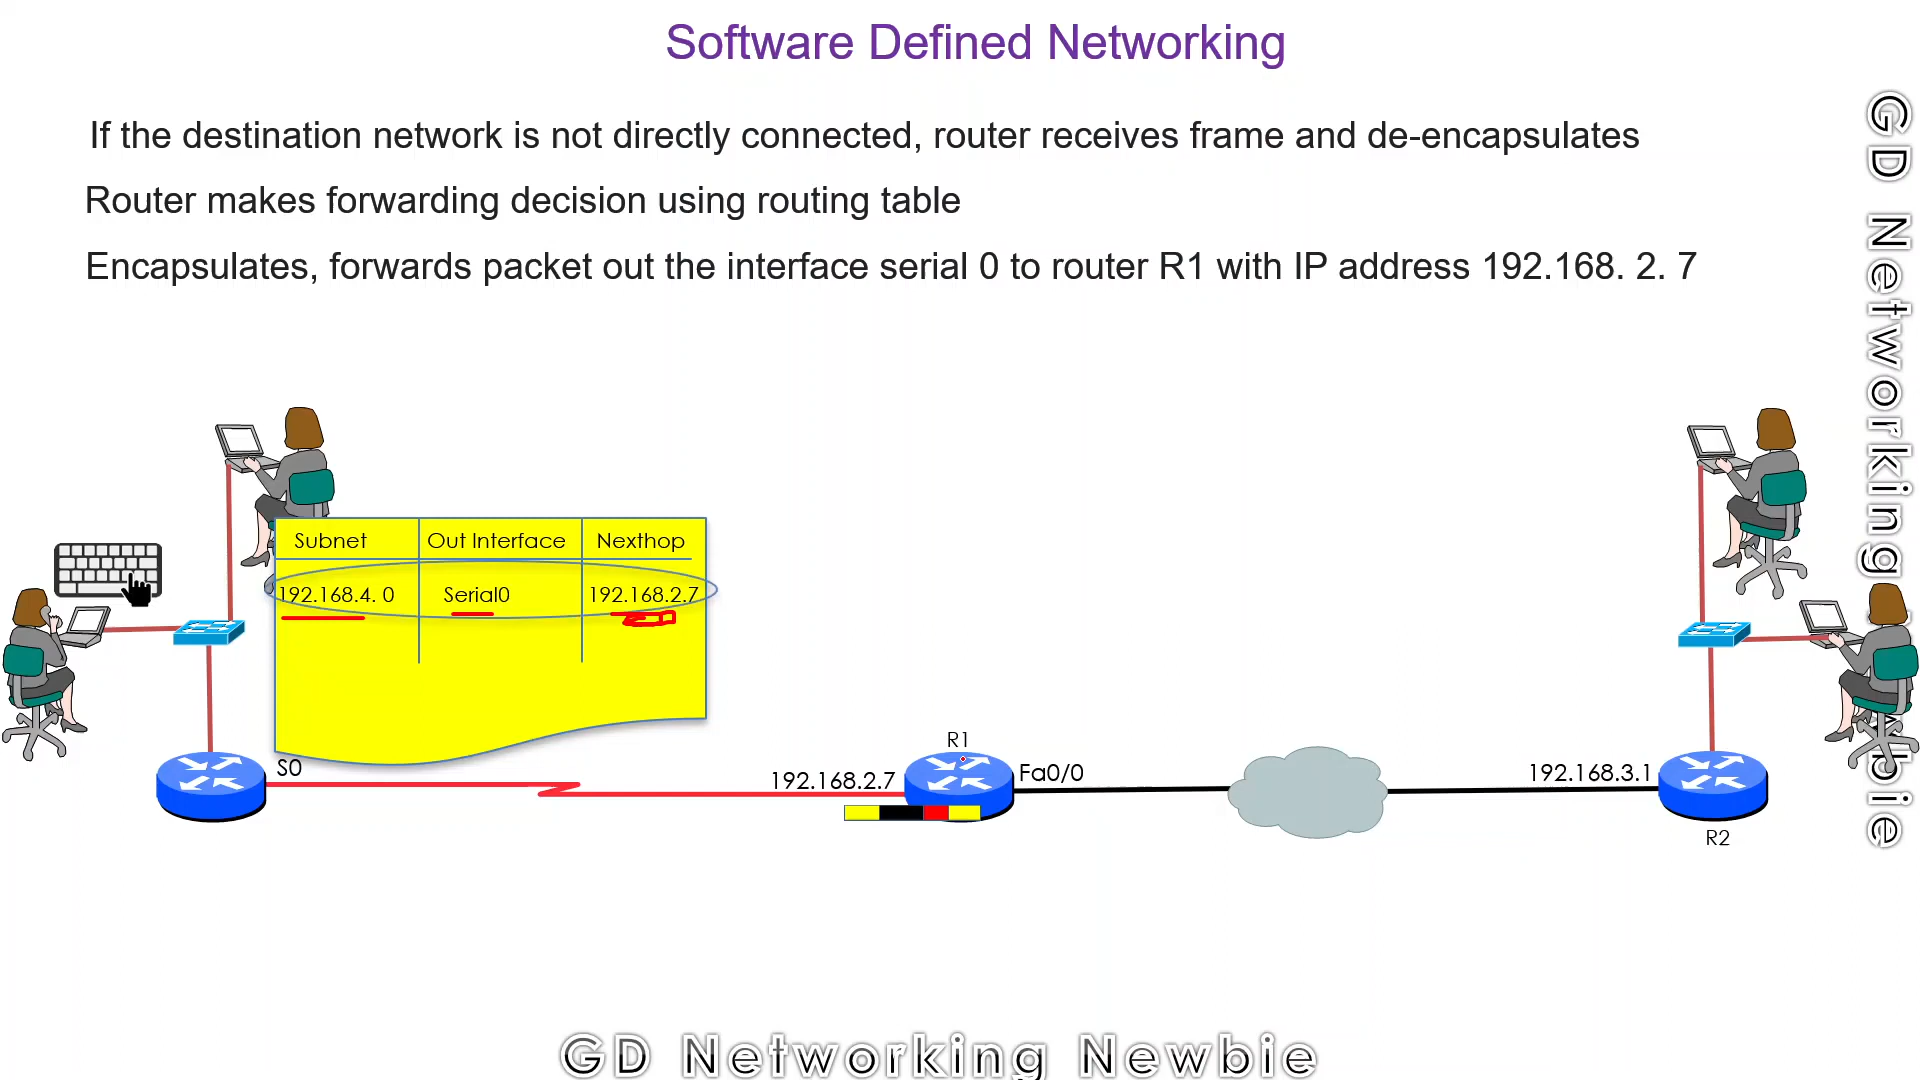 Software Defined Networking
If the destination network is not directly connected, router receives frame and de-encapsulates
Router makes forwarding decision using routing table
Encapsulates, forwards packet out the interface serial 0 to router R1 with IP address 192.168. 2. 7
Subnet Out Interface Nexthop
192.168.4. 0 Serial0 192.168.2.7
S0
R1
192.168.2.7
Fa0/0
192.168.3.1
R2
GD Networking Newbie
GD Networking Newbie